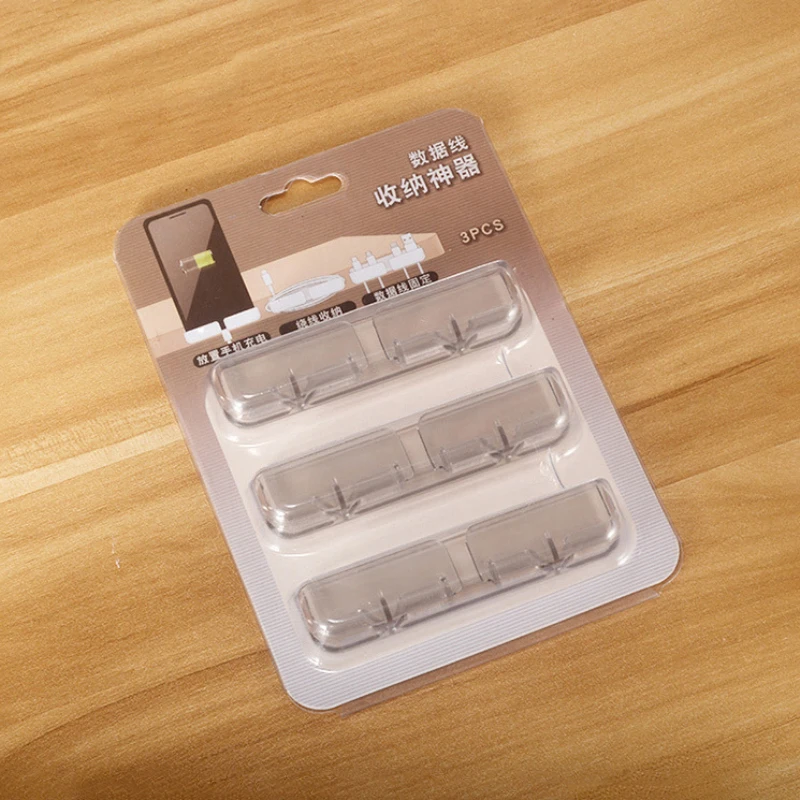 数据线
收纳神器
3PCS
数据线固定
绕线收纳
放置手机充电